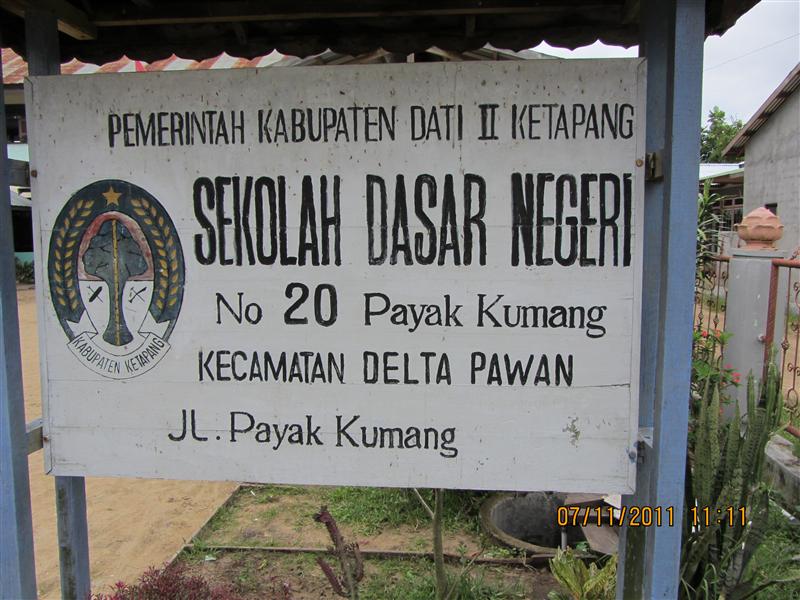 PEMERINTAH KABUPATEN DATI II KETAPANG
SEKOLAH DASAR NEGERI
No 20 Payak Kumang
KECAMATAN DELTA PAWAN
JL. Payak Kumang
KABUPATEN KETAPANG
07/11/2011 11:11